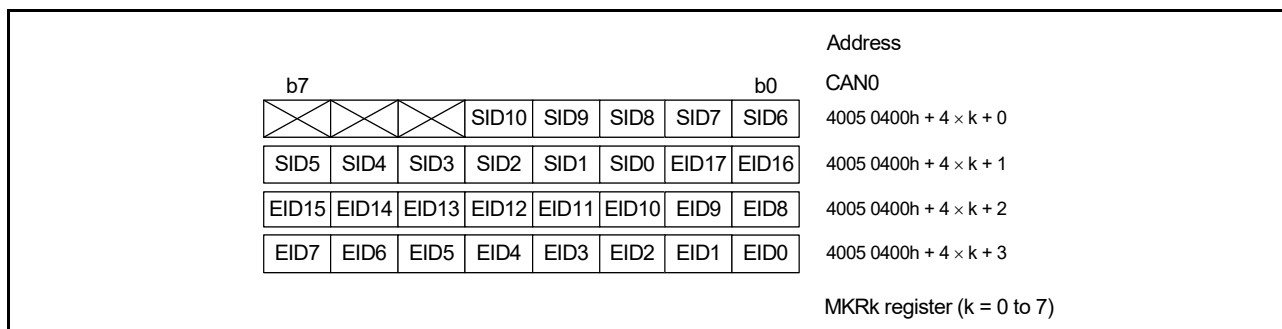 Address
b7 b0 CAN0
SID10 SID9 SID8 SID7 SID6 4005 0400h + 4 × k + 0
SID5 SID4 SID3 SID2 SID1 SID0 EID17 EID16 4005 0400h + 4 × k + 1
EID15 EID14 EID13 EID12 EID11 EID10 EID9 EID8 4005 0400h + 4 × k + 2
EID7 EID6 EID5 EID4 EID3 EID2 EID1 EID0 4005 0400h + 4 × k + 3
MKRk register (k = 0 to 7)